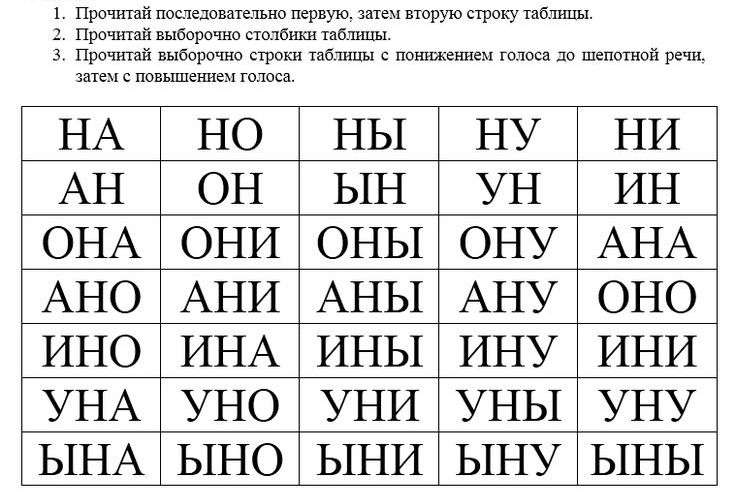 1. Прочитай последовательно первую, затем вторую строку таблицы.
2. Прочитай выборочно столбики таблицы.
3. Прочитай выборочно строки таблицы с понижением голоса до шепотной речи,
затем с повышением голоса.
НА НО НЫ НУ НИ
АН ОН ЫН УН ИН
ОНА ОНИ ОНЫ ОНУ АНА
АНО АНИ АНЫ АНУ ОНО
ИНО ИНА ИНЫ ИНУ ИНИ
УНА УНО УНИ УНЫ УНУ
ЫНА ЫНО ЫНИ ЫНУ ЫНЫ